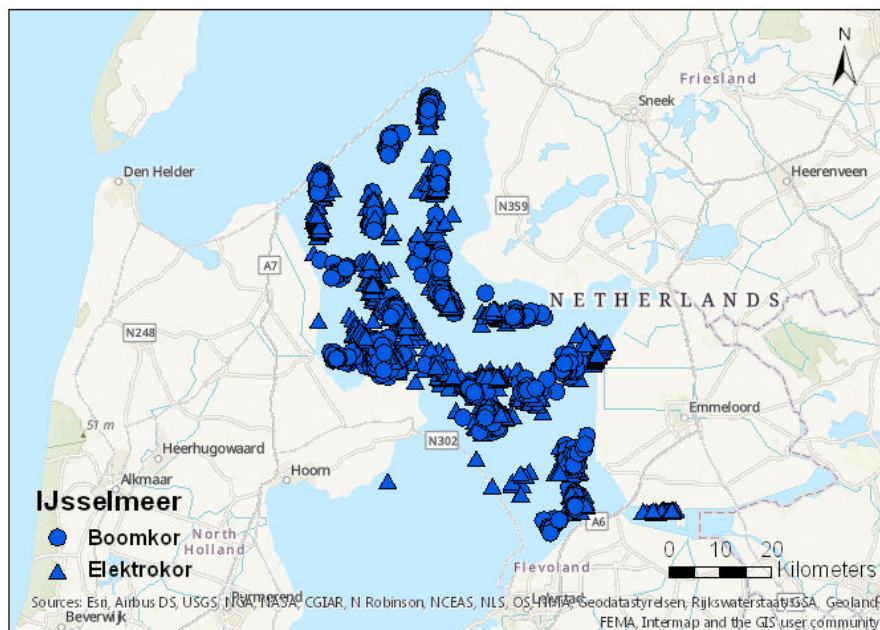 N
Friesland
Sneek
Den Helder
Heerenveen
N359
A7
NETHERLANDS
N248
51 m
Emmeloord
Heerhugowaard
N302
Alkmaar
Hoorn
IJsselmeer
Boomkor
A6
North
Holland
0 10 20
Elektrokor
Kilometers
Flevoland
Purmerend
Sources: Esri, Airbus DS, USGS, NGA, NASA, CGIAR, N Robinson, NCEAS, NLS, OS, NMA, Geodatastyrelsen, Rijkswaterstaat, GSA, Geoland,
Beverwijk
FEMA, Intermap and the GIS user community